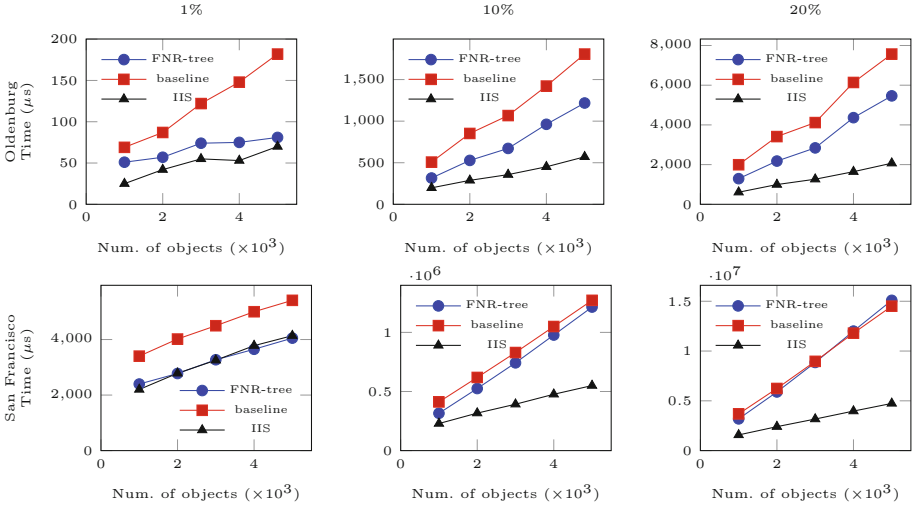 1%
10%
20%
Oldenburg
Time (μs)
200
150
100
50
0
FNR-tree
baseline
IIS
0
2
4
Num. of objects (×10³)
1,500
1,000
500
0
FNR-tree
baseline
IIS
0
2
4
Num. of objects (×10³)
8,000
6,000
4,000
2,000
0
FNR-tree
baseline
IIS
0
2
4
Num. of objects (×10³)
San Francisco
Time (μs)
4,000
2,000
0
FNR-tree
baseline
IIS
0
2
4
Num. of objects (×10³)
·10⁶
1
0.5
0
FNR-tree
baseline
IIS
0
2
4
Num. of objects (×10³)
·10⁷
1.5
1
0.5
0
FNR-tree
baseline
IIS
0
2
4
Num. of objects (×10³)